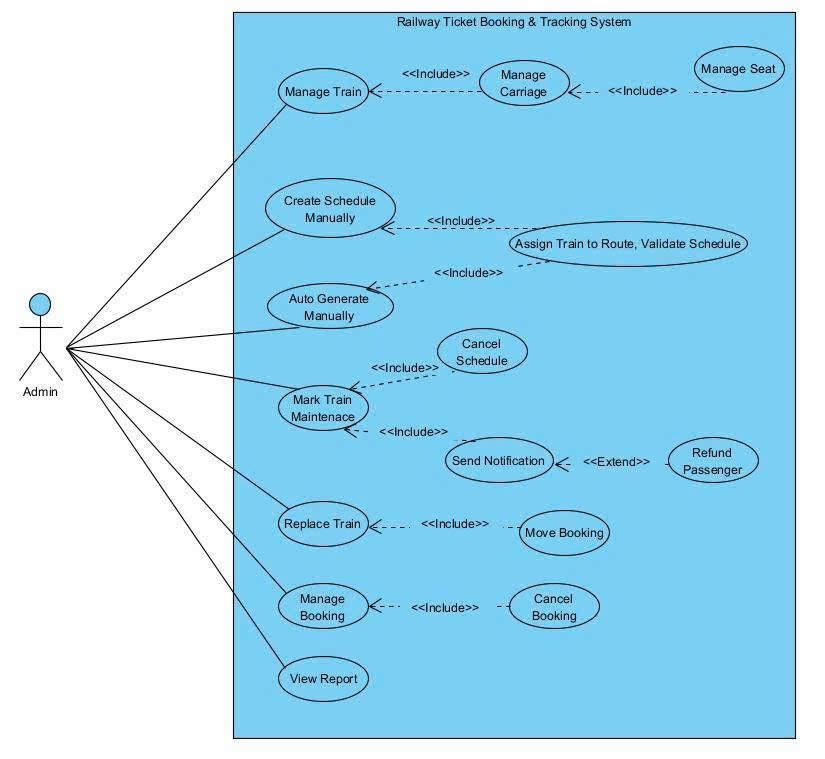 Railway Ticket Booking & Tracking System
Manage Train
<<Include>>
Manage
Carriage
<<Include>>
Manage Seat
Create Schedule
Manually
<<Include>>
Assign Train to Route, Validate Schedule
<<Include>>
Auto Generate
Manually
Cancel
Schedule
<<Include>>
Mark Train
Maintenace
<<Include>>
Send Notification
<<Extend>>
Refund
Passenger
Admin
Replace Train
<<Include>>
Move Booking
Manage
Booking
<<Include>>
Cancel
Booking
View Report